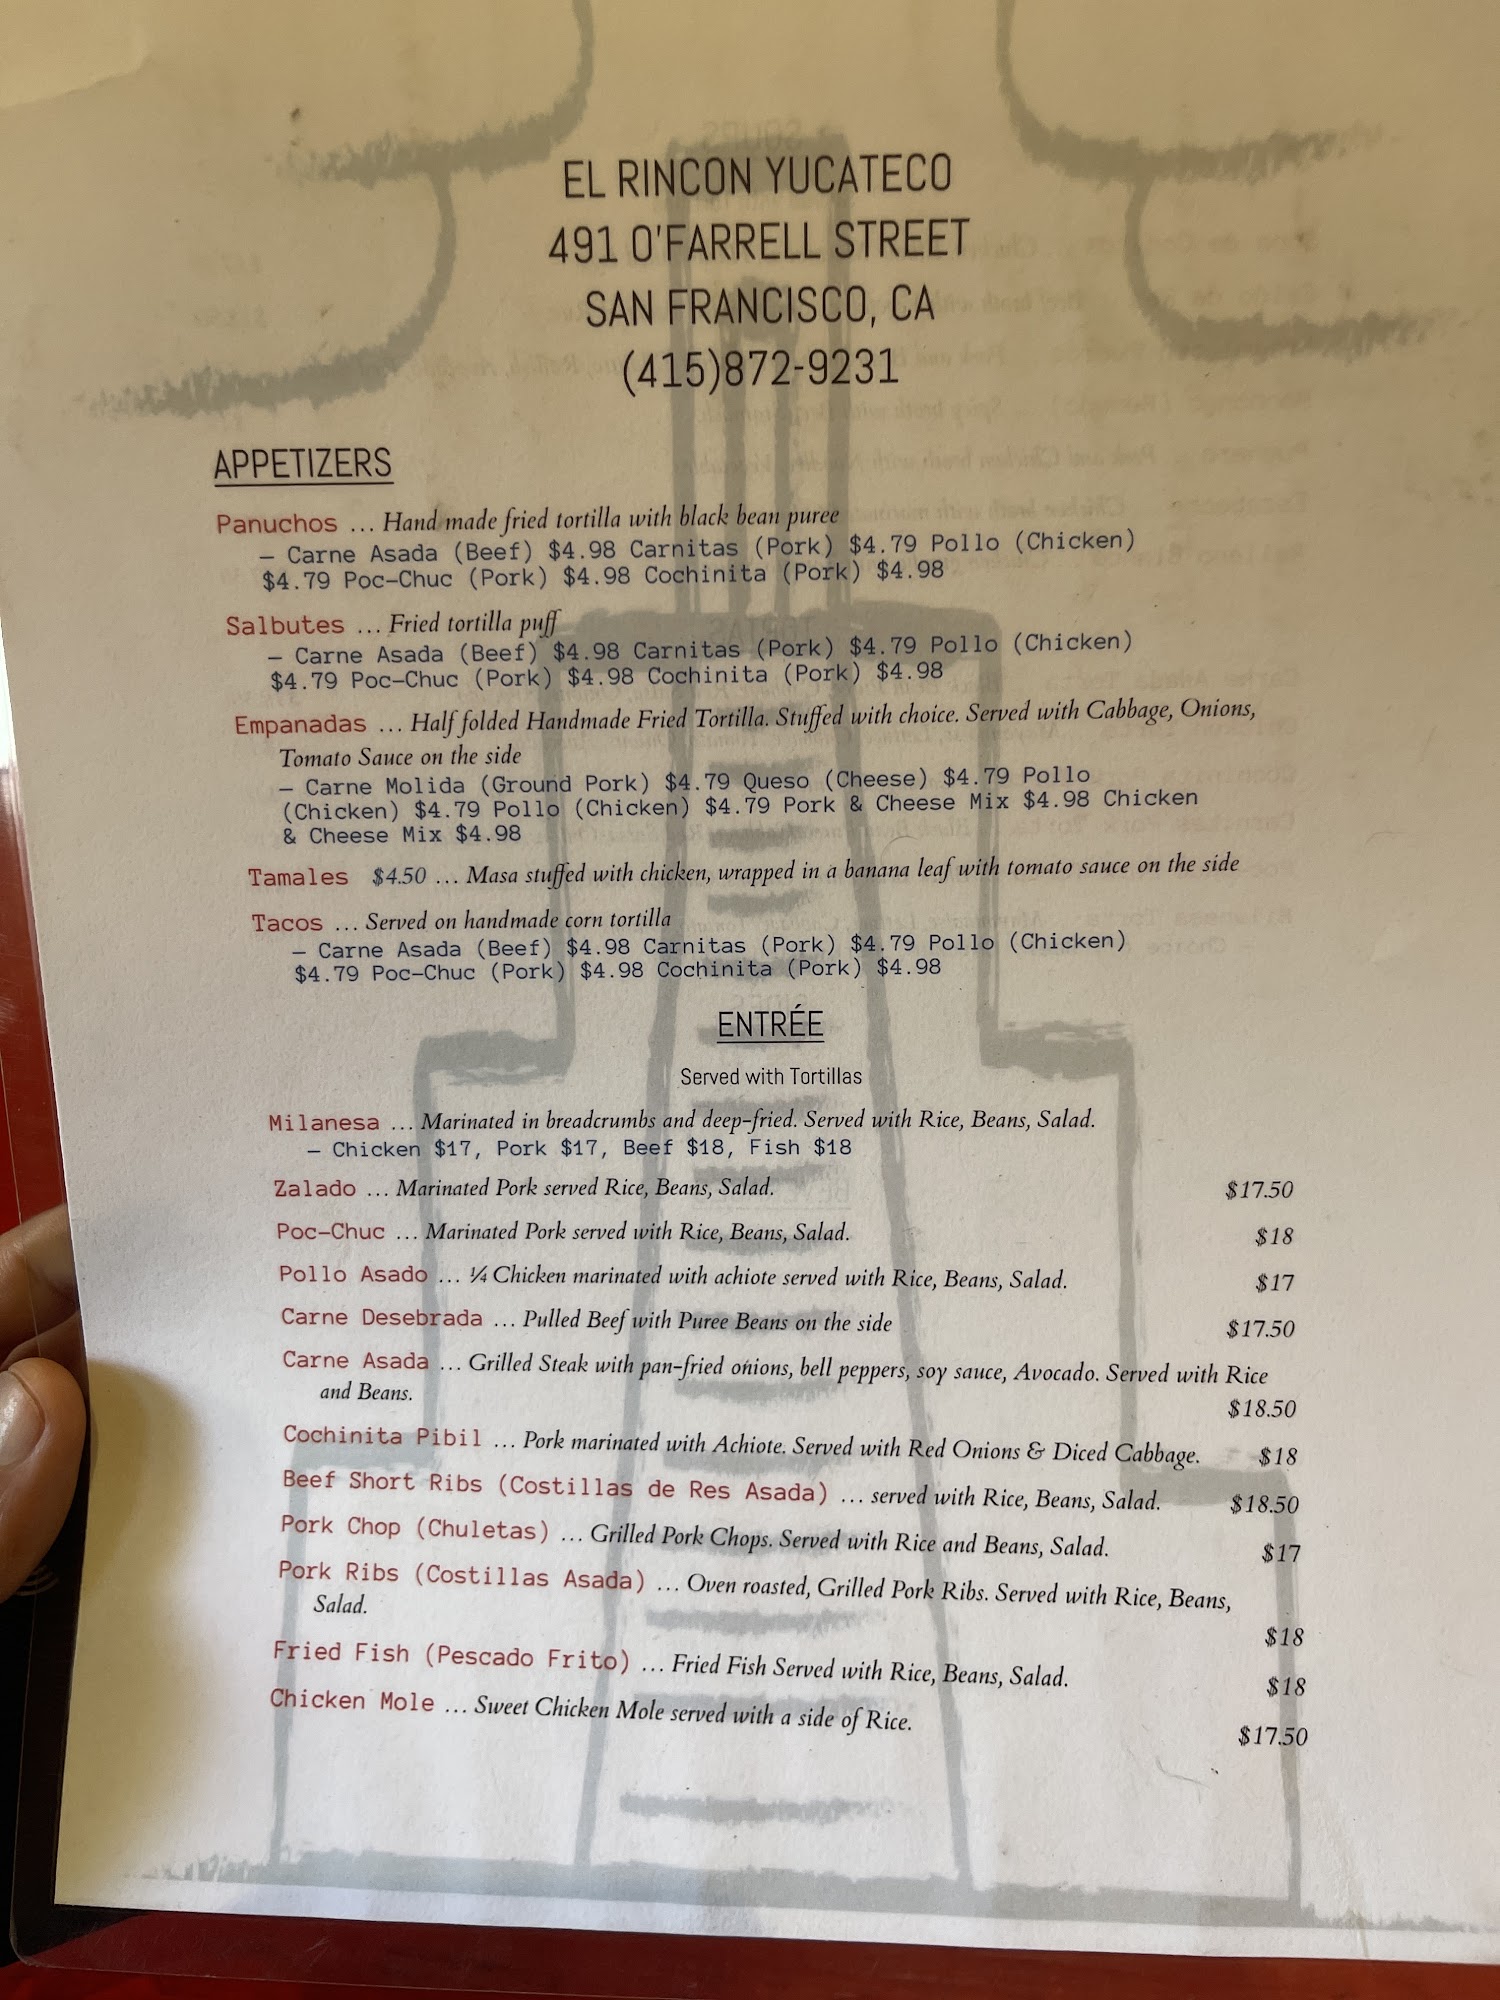 EL RINCON YUCATECO
491 O'FARRELL STREET
SAN FRANCISCO, CA
(415)872-9231
APPETIZERS
Panuchos ... Hand made fried tortilla with black bean puree
– Carne Asada (Beef) $4.98 Carnitas (Pork) $4.79 Pollo (Chicken)
$4.79 Poc-Chuc (Pork) $4.98 Cochinita (Pork) $4.98
Salbutes ... Fried tortilla puff
– Carne Asada (Beef) $4.98 Carnitas (Pork) $4.79 Pollo (Chicken)
$4.79 Poc-Chuc (Pork) $4.98 Cochinita (Pork) $4.98
Empanadas ... Half folded Handmade Fried Tortilla. Stuffed with choice. Served with Cabbage, Onions,
Tomato Sauce on the side
– Carne Molida (Ground Pork) $4.79 Queso (Cheese) $4.79 Pollo
(Chicken) $4.79 Pollo (Chicken) $4.79 Pork & Cheese Mix $4.98 Chicken
& Cheese Mix $4.98
Tamales $4.50 ... Masa stuffed with chicken, wrapped in a banana leaf with tomato sauce on the side
Tacos ... Served on handmade corn tortilla
– Carne Asada (Beef) $4.98 Carnitas (Pork) $4.79 Pollo (Chicken)
$4.79 Poc-Chuc (Pork) $4.98 Cochinita (Pork) $4.98
ENTRÉE
Served with Tortillas
Milanesa ... Marinated in breadcrumbs and deep-fried. Served with Rice, Beans, Salad.
– Chicken $17, Pork $17, Beef $18, Fish $18
Zalado ... Marinated Pork served Rice, Beans, Salad. $17.50
Poc-Chuc ... Marinated Pork served with Rice, Beans, Salad. $18
Pollo Asado ... ¼ Chicken marinated with achiote served with Rice, Beans, Salad. $17
Carne Desebrada ... Pulled Beef with Puree Beans on the side $17.50
Carne Asada ... Grilled Steak with pan-fried onions, bell peppers, soy sauce, Avocado. Served with Rice
and Beans. $18.50
Cochinita Pibil ... Pork marinated with Achiote. Served with Red Onions & Diced Cabbage. $18
Beef Short Ribs (Costillas de Res Asada) ... served with Rice, Beans, Salad. $18.50
Pork Chop (Chuletas) ... Grilled Pork Chops. Served with Rice and Beans, Salad. $17
Pork Ribs (Costillas Asada) ... Oven roasted, Grilled Pork Ribs. Served with Rice, Beans,
Salad. $18
Fried Fish (Pescado Frito) ... Fried Fish Served with Rice, Beans, Salad. $18
Chicken Mole ... Sweet Chicken Mole served with a side of Rice. $17.50